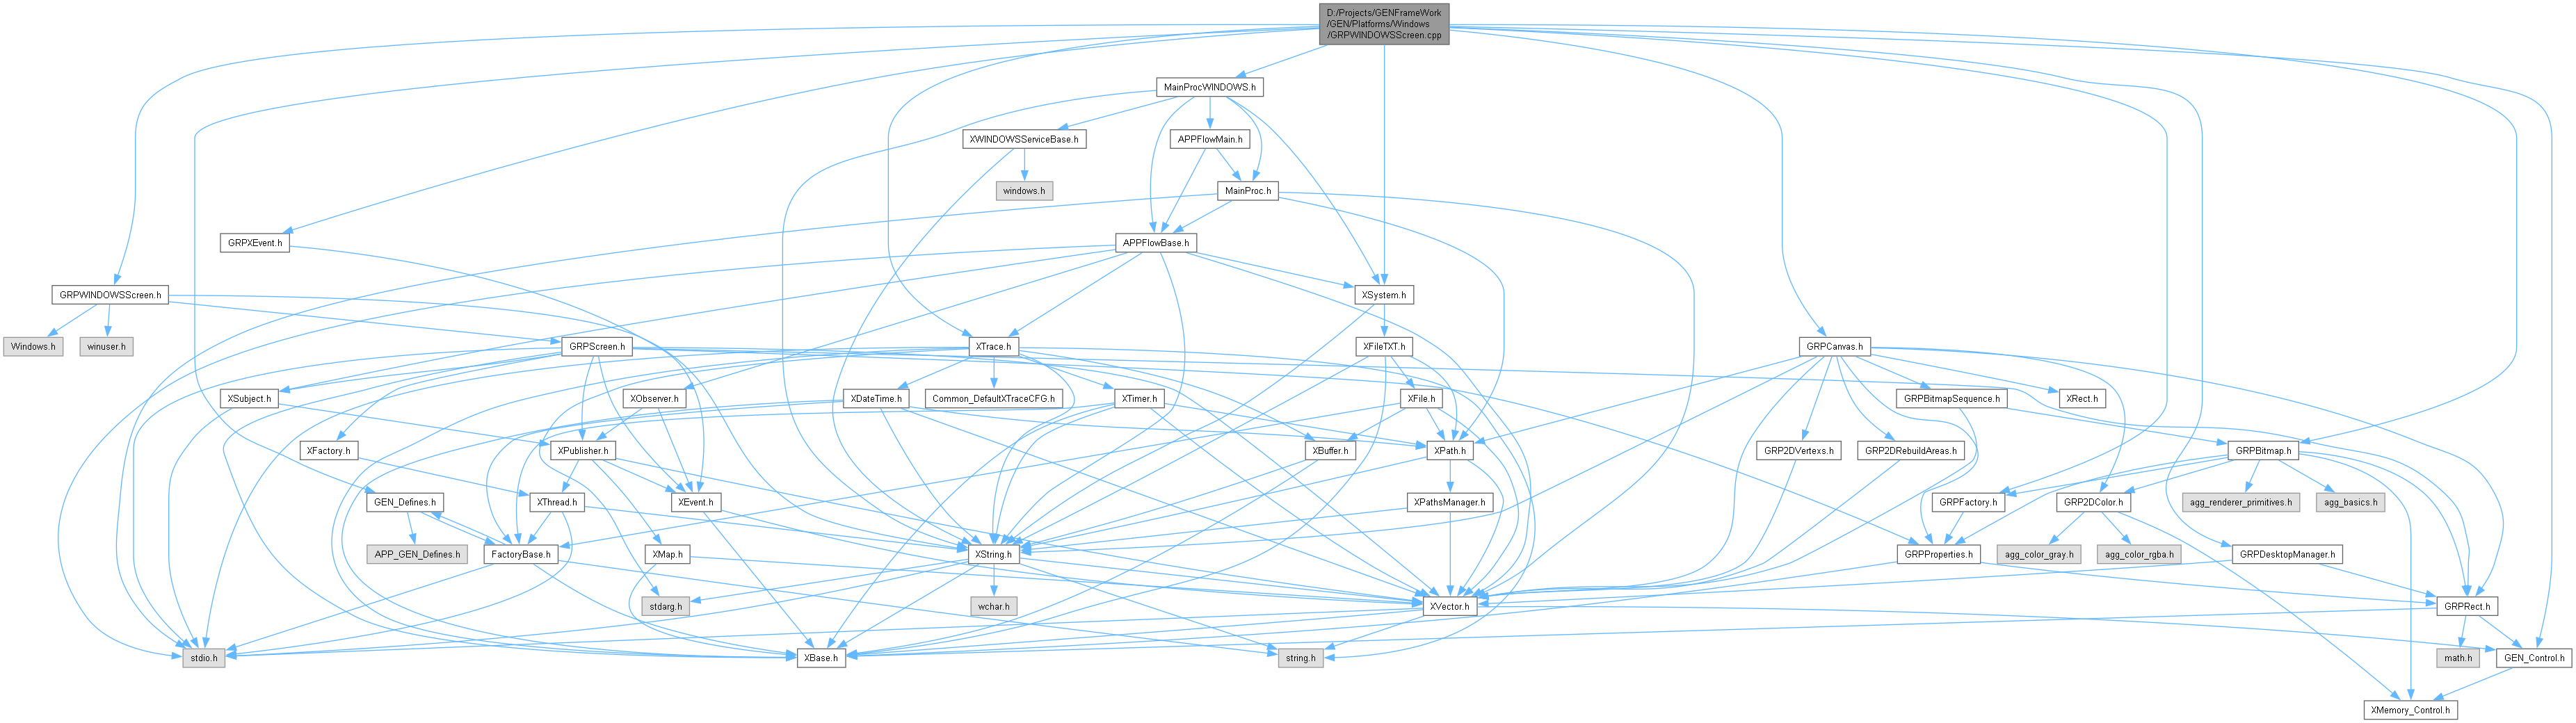 D:/Projects/GENFrameWork
/GEN/Platforms/Windows
/GRPWINDOWSScreen.cpp
MainProcWINDOWS.h
XWINDOWSServiceBase.h
APPFlowMain.h
windows.h
MainProc.h
GRPXEvent.h
APPFlowBase.h
GRPWINDOWSScreen.h
XSystem.h
Windows.h
winuser.h
GRPScreen.h
XTrace.h
XFileTXT.h
GRPCanvas.h
XSubject.h
XObserver.h
XDateTime.h
Common_DefaultXTraceCFG.h
XTimer.h
XFile.h
GRPBitmapSequence.h
XRect.h
XFactory.h
XPublisher.h
XBuffer.h
XPath.h
GRP2DVertexs.h
GRP2DRebuildAreas.h
GRPBitmap.h
GEN_Defines.h
XThread.h
XEvent.h
XPathsManager.h
GRPFactory.h
GRP2DColor.h
agg_renderer_primitives.h
agg_basics.h
APP_GEN_Defines.h
FactoryBase.h
XMap.h
XString.h
GRPProperties.h
agg_color_gray.h
agg_color_rgba.h
GRPDesktopManager.h
stdarg.h
wchar.h
XVector.h
GRPRect.h
stdio.h
XBase.h
string.h
math.h
GEN_Control.h
XMemory_Control.h